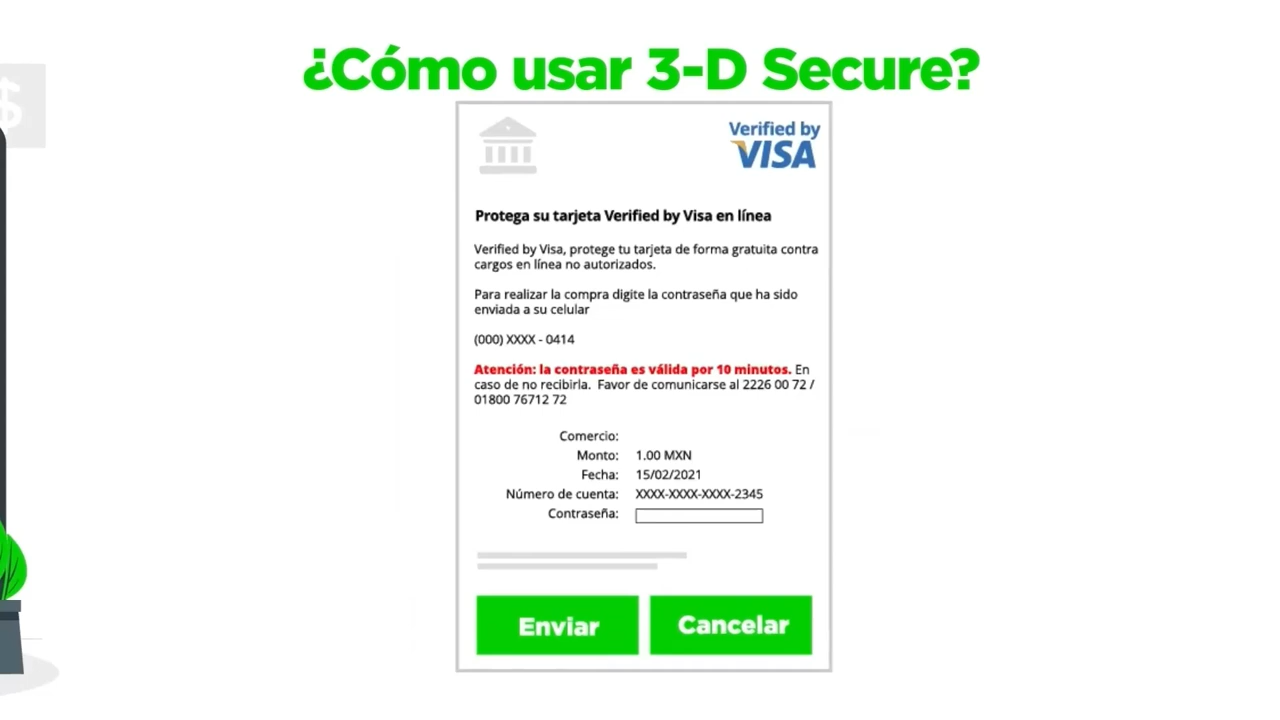 ¿Cómo usar 3-D Secure?
$
Verified by
VISA
Protega su tarjeta Verified by Visa en línea
Verified by Visa, protege tu tarjeta de forma gratuita contra
cargos en línea no autorizados.
Para realizar la compra digite la contraseña que ha sido
enviada a su celular
(000) XXXX - 0414
Atención: la contraseña es válida por 10 minutos. En
caso de no recibirla. Favor de comunicarse al 2226 00 72 /
01800 76712 72
Comercio:
Monto: 1.00 MXN
Fecha: 15/02/2021
Número de cuenta: XXXX-XXXX-XXXX-2345
Contraseña:
Enviar Cancelar